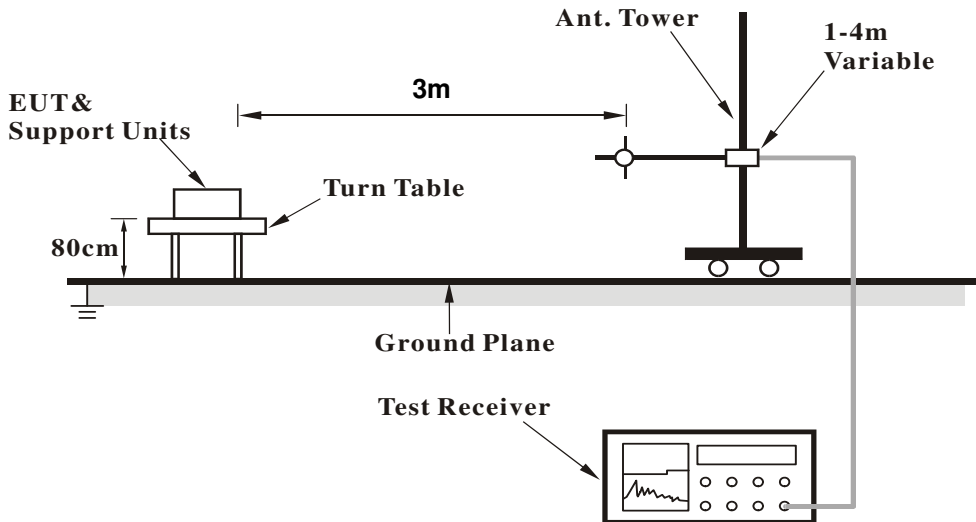 Ant. Tower
1-4m
Variable
3m
EUT&
Support Units
Turn Table
80cm
Ground Plane
Test Receiver